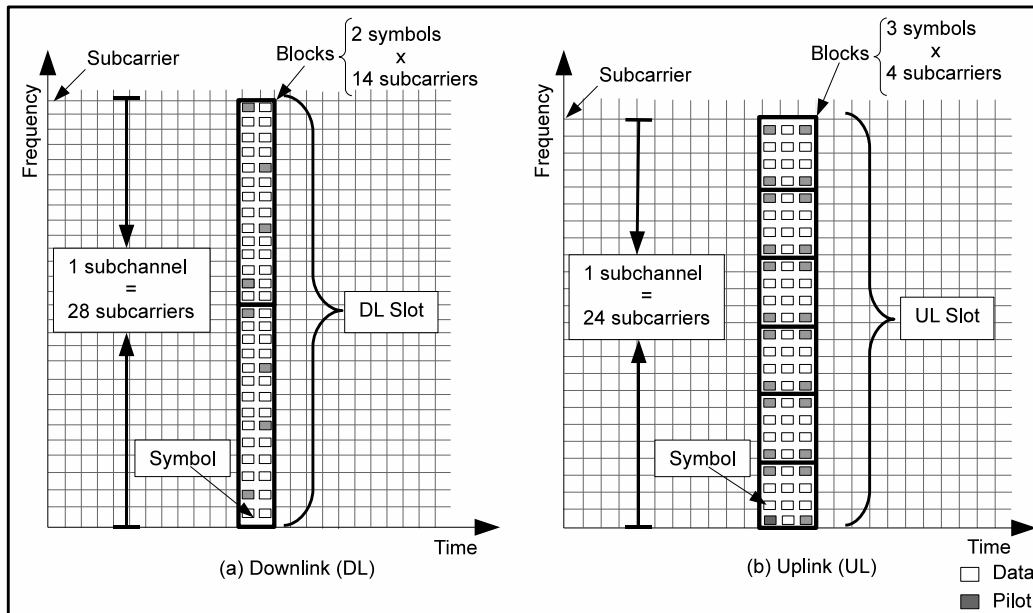 2 symbols
x
14 subcarriers
Blocks
Subcarrier
Frequency
1 subchannel
=
28 subcarriers
DL Slot
Symbol
Time
(a) Downlink (DL)
3 symbols
x
4 subcarriers
Blocks
Subcarrier
Frequency
1 subchannel
=
24 subcarriers
UL Slot
Symbol
Time
(b) Uplink (UL)
Data
Pilot